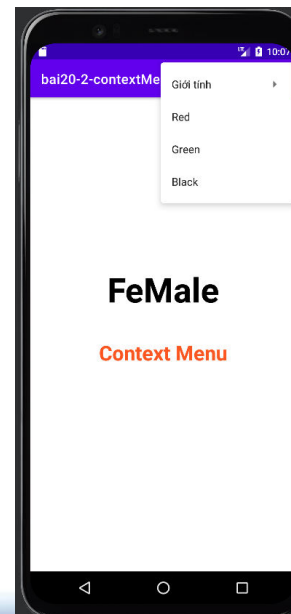 10:07
bai20-2-contextMe
Giới tính
Red
Green
Black
FeMale
Context Menu